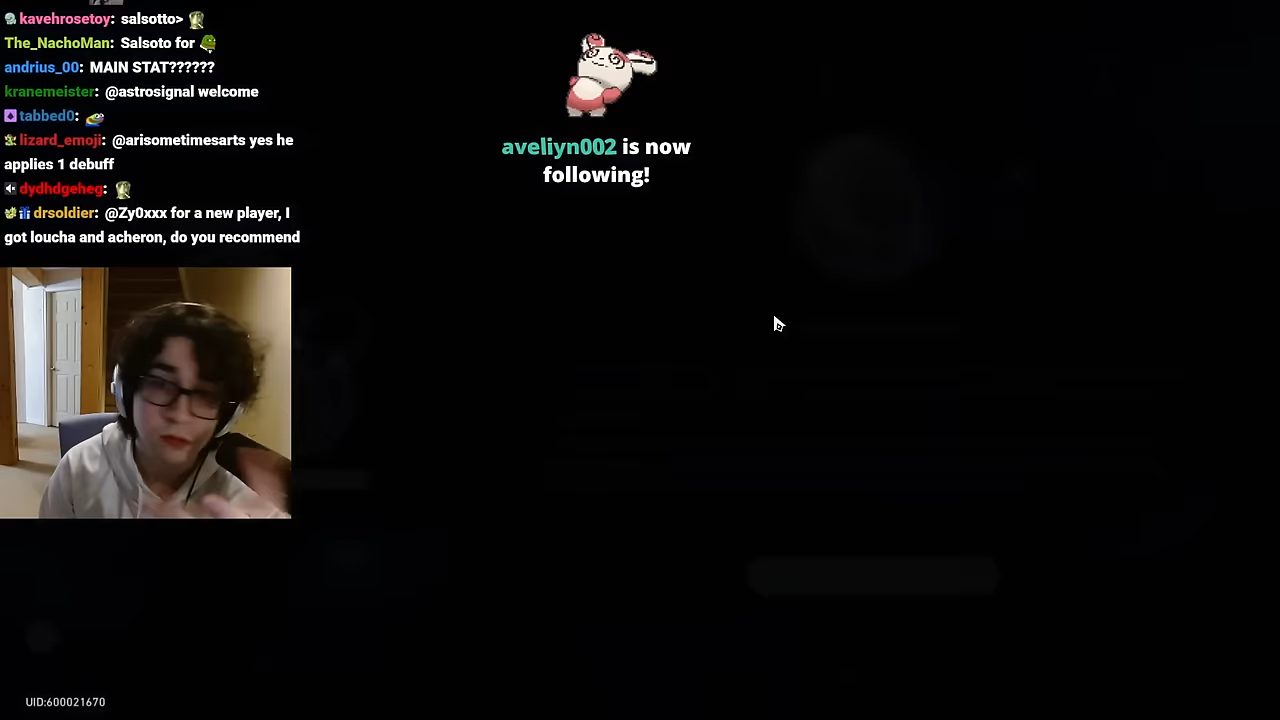 kavehrosetoy: salsotto>
The_NachoMan: Salsoto for
andrius_00: MAIN STAT??????
kranemeister: @astrosignal welcome
tabbed0:
lizard_emoji: @arisometimesarts yes he
applies 1 debuff
dydhdgeheg:
drsoldier: @Zy0xxx for a new player, I
got loucha and acheron, do you recommend
aveliyn002 is now
following!
UID:600021670